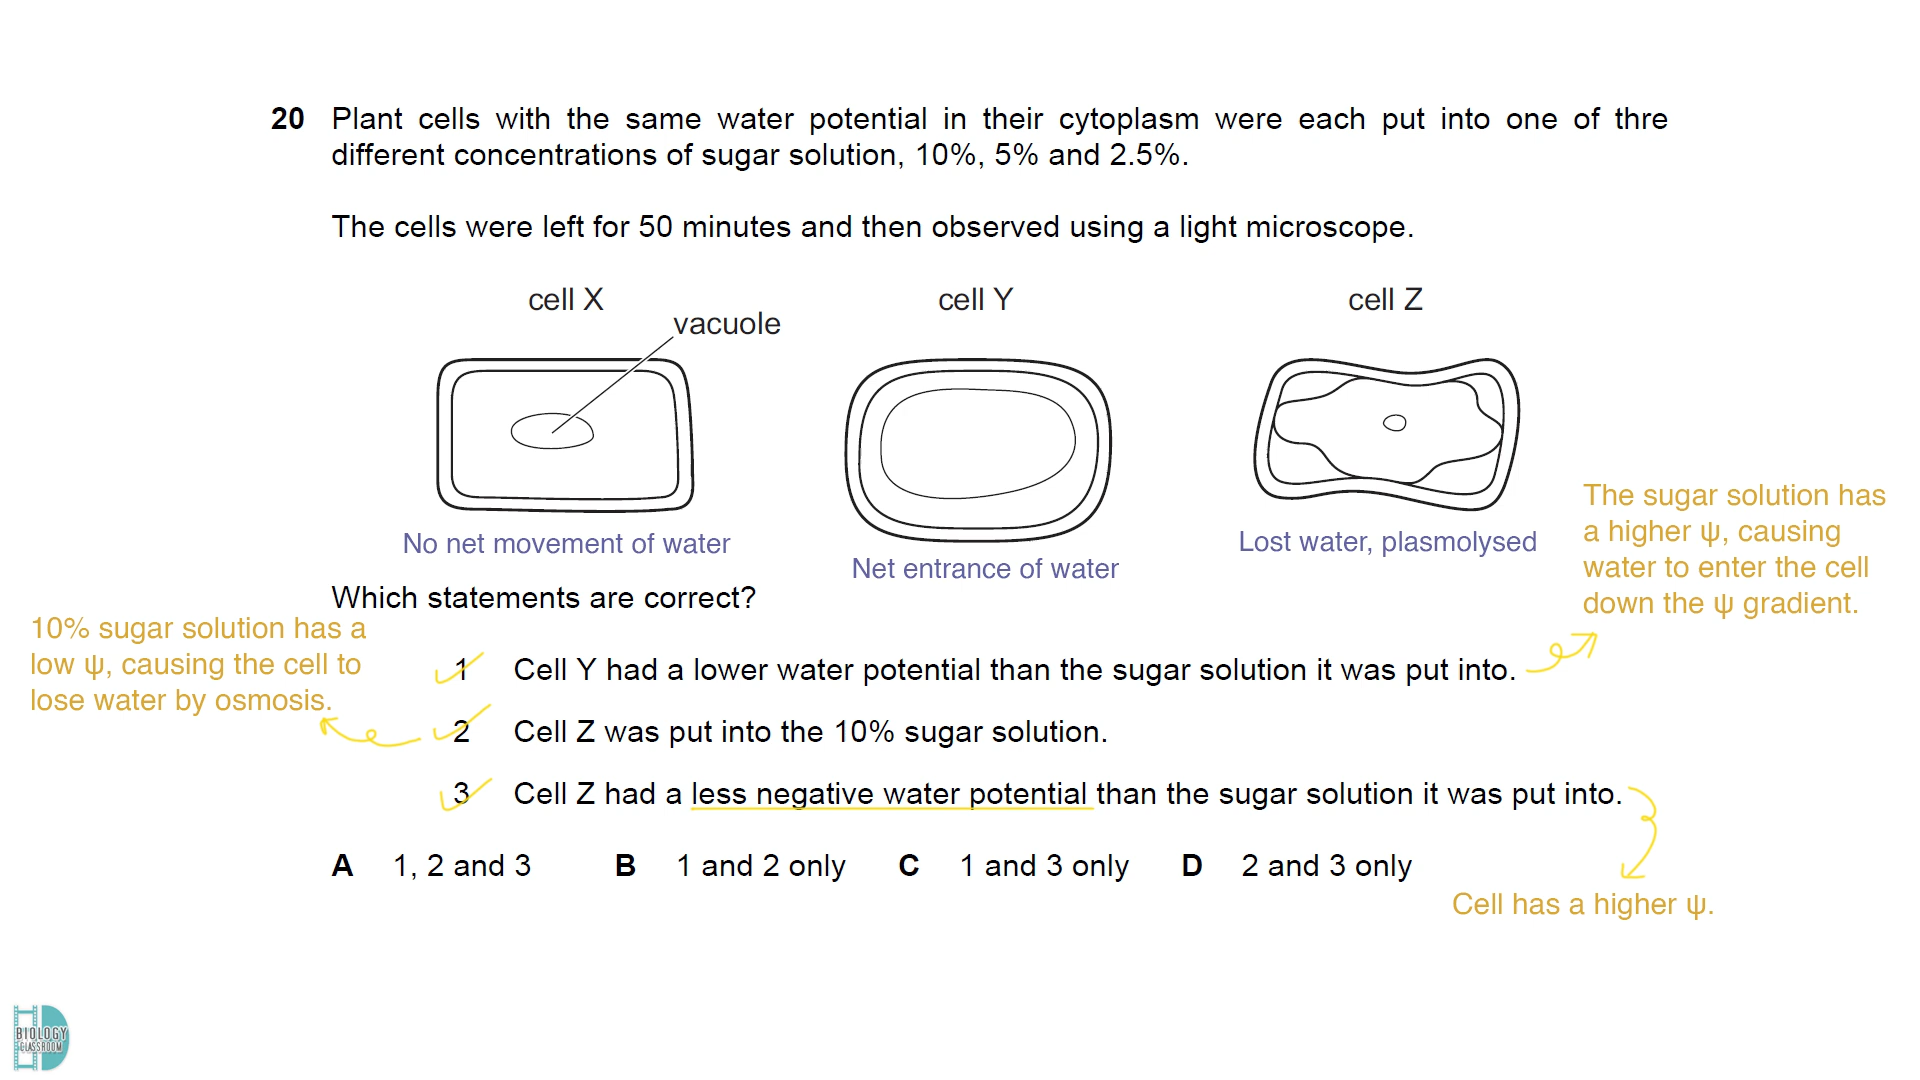 20 Plant cells with the same water potential in their cytoplasm were each put into one of thre
different concentrations of sugar solution, 10%, 5% and 2.5%.
The cells were left for 50 minutes and then observed using a light microscope.
cell X
cell Y
cell Z
vacuole
No net movement of water
Net entrance of water
Lost water, plasmolysed
The sugar solution has
a higher ψ, causing
water to enter the cell
down the ψ gradient.
Which statements are correct?
10% sugar solution has a
low ψ, causing the cell to
lose water by osmosis.
1 Cell Y had a lower water potential than the sugar solution it was put into.
2 Cell Z was put into the 10% sugar solution.
3 Cell Z had a less negative water potential than the sugar solution it was put into.
A 1, 2 and 3 B 1 and 2 only C 1 and 3 only D 2 and 3 only
Cell has a higher ψ.
BIOLOGY
CLASSROOM